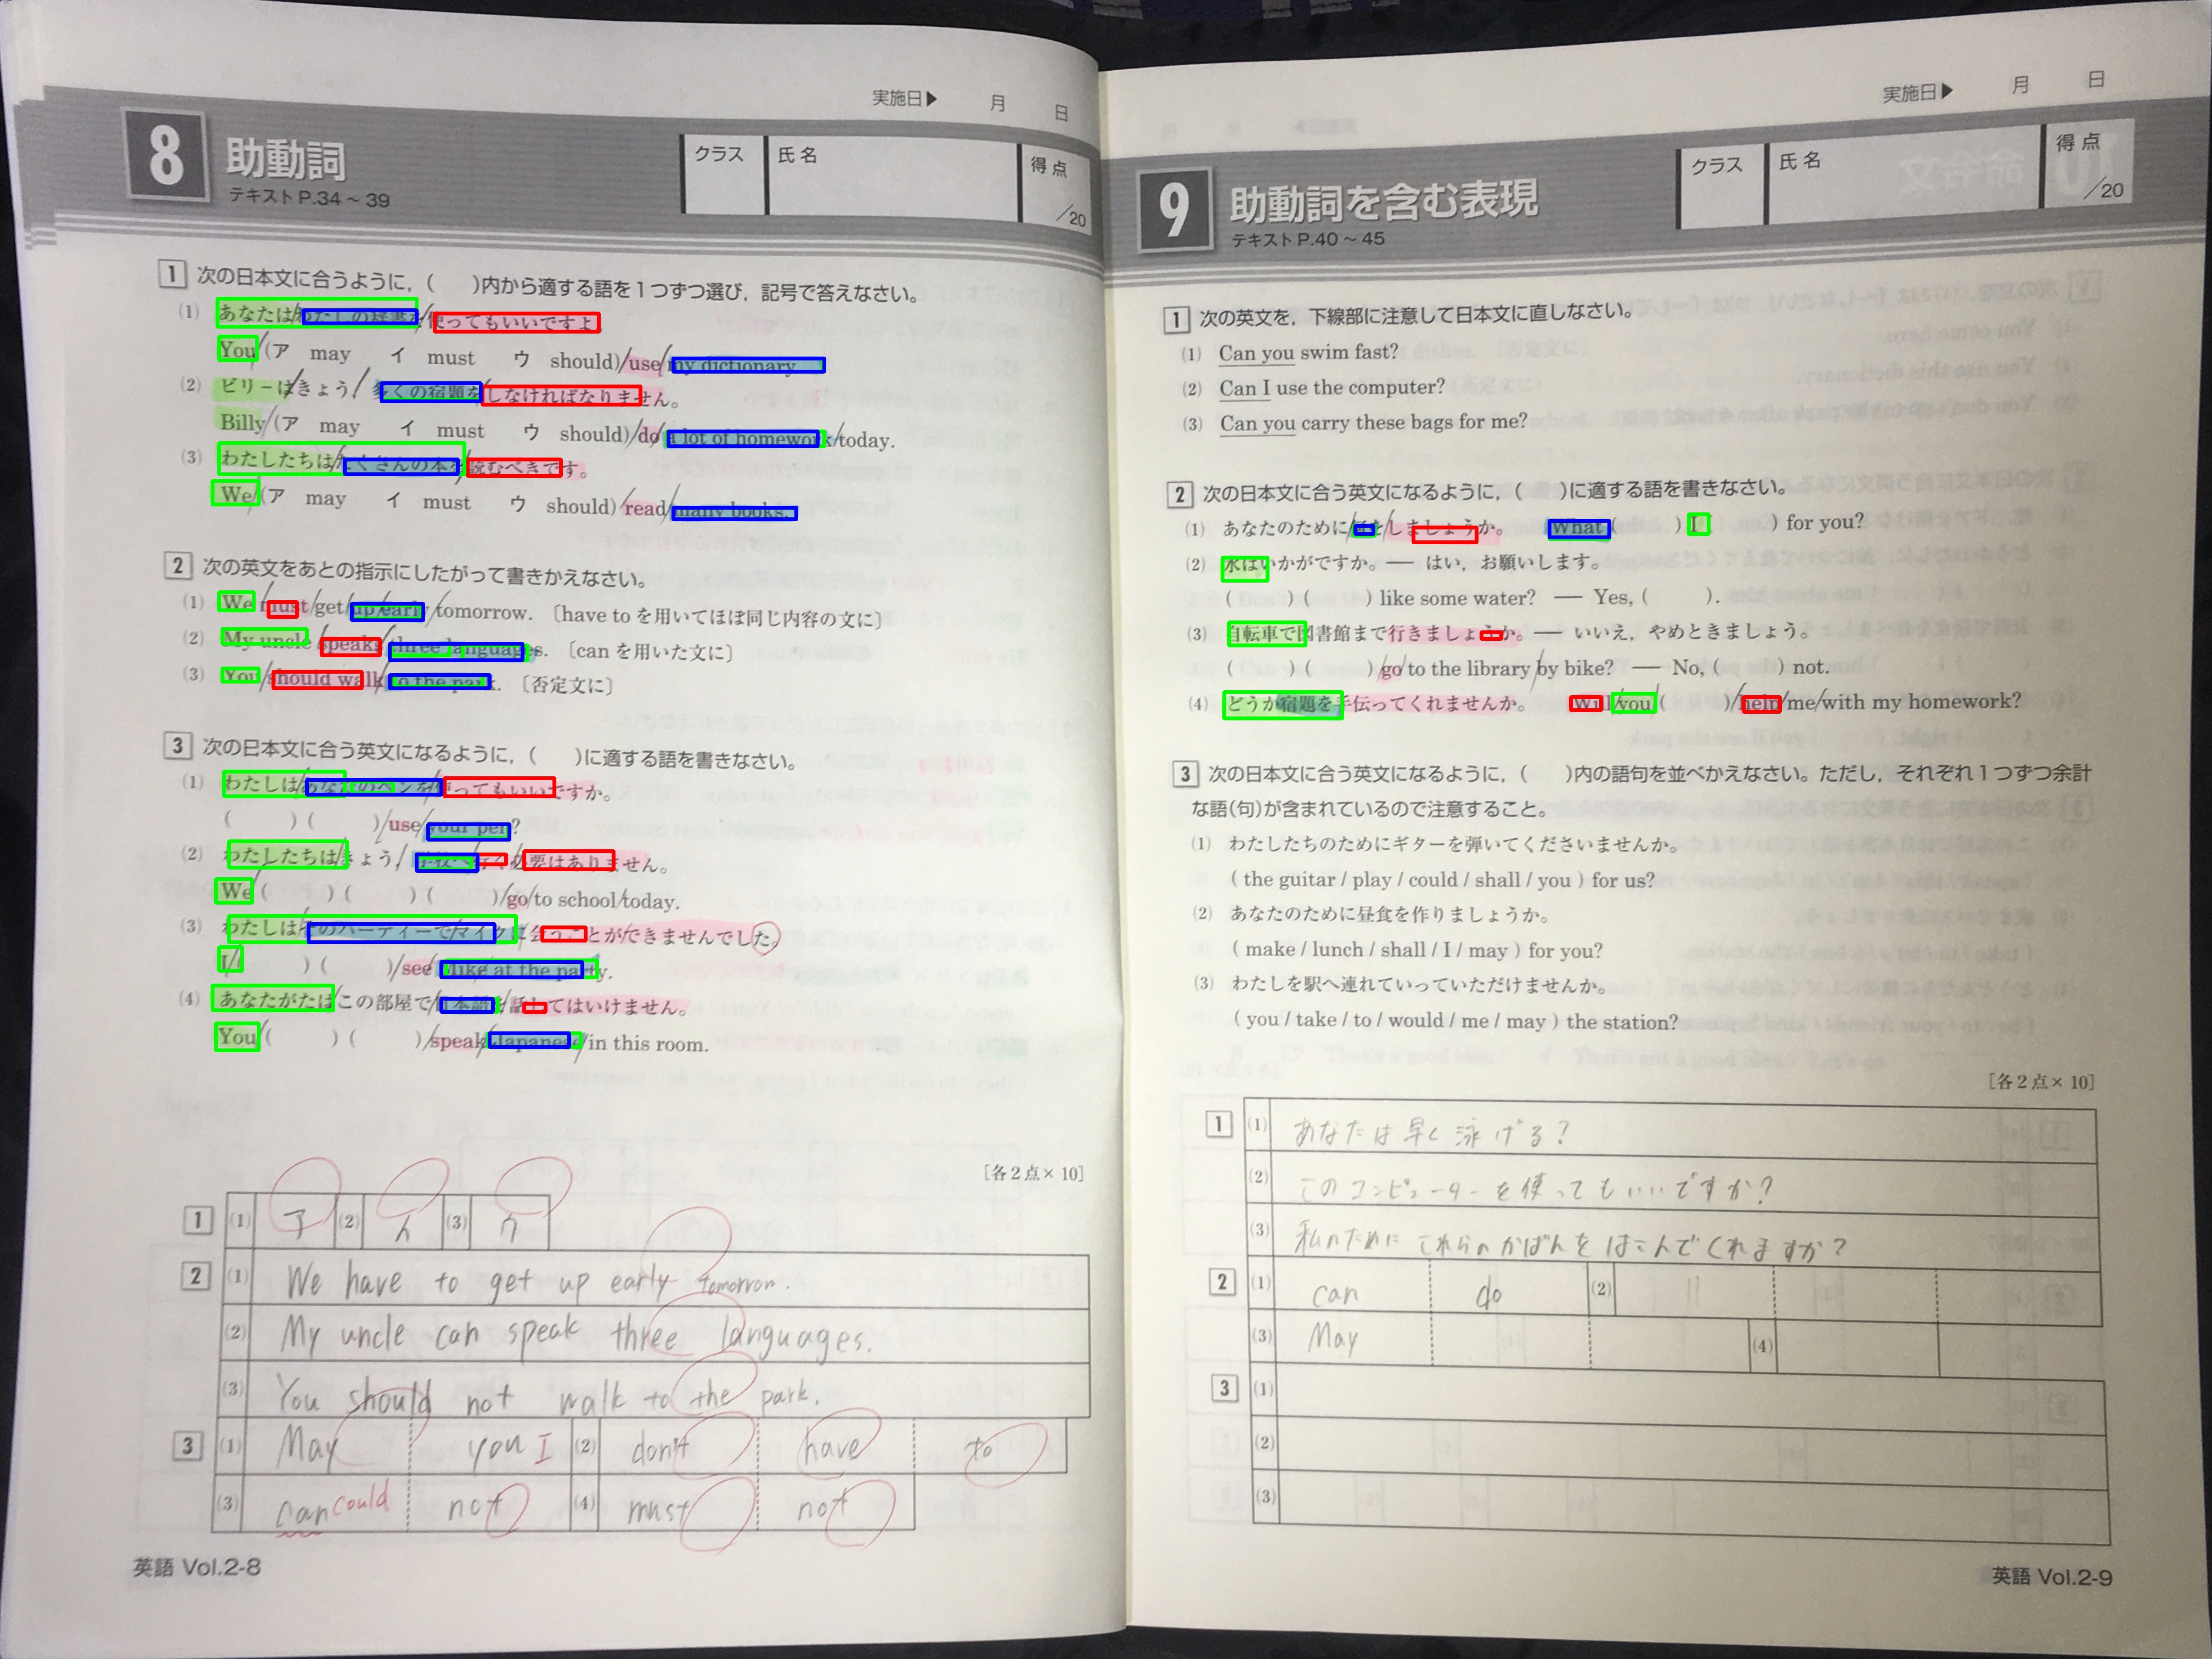 実施日▶ 月 日
8 助動詞
テキストP.34～39
クラス 氏名 得点 /20
1 次の日本文に合うように,( )内から適する語を1つずつ選び,記号で答えなさい。
(1) あなたは/わたしの辞書を/使ってもいいですよ
You/(ア may イ must ウ should)/use/my dictionary.
(2) ビリーは/きょう/多くの宿題を/しなければなりません。
Billy/(ア may イ must ウ should)/do/a lot of homework/today.
(3) わたしたちは/たくさんの本を/読むべきです。
We/(ア may イ must ウ should)/read/many books.
2 次の英文をあとの指示にしたがって書きかえなさい。
(1) We/must/get/up/early/tomorrow. 〔have toを用いてほぼ同じ内容の文に〕
(2) My uncle/speaks/three languages. 〔canを用いた文に〕
(3) You/should walk/to the park. 〔否定文に〕
3 次の日本文に合う英文になるように,( )に適する語を書きなさい。
(1) わたしは/あなたのペンを/使ってもいいですか。
( ) ( )/use/your pen?
(2) わたしたちは/きょう/学校へ/行く/必要はありません。
We ( ) ( ) ( )/go/to school/today.
(3) わたしは/そのパーティーで/マイクに/会うことが/できませんでした。
I/( ) ( )/see/Mike at the party.
(4) あなたがたは/この部屋で/日本語を/話してはいけません。
You/( ) ( )/speak/Japanese/in this room.
[各2点×10]
1 (1) ア (2) イ (3) ウ
2 (1) We have to get up early tomorrow.
(2) My uncle can speak three languages.
(3) You should not walk to the park.
3 (1) May you I (2) don't have to
(3) can could not (4) must not
英語 Vol.2-8
実施日▶ 月 日
9 助動詞を含む表現
テキストP.40～45
クラス 氏名 得点 /20
1 次の英文を,下線部に注意して日本文に直しなさい。
(1) Can you swim fast?
(2) Can I use the computer?
(3) Can you carry these bags for me?
2 次の日本文に合う英文になるように,( )に適する語を書きなさい。
(1) あなたのために/何を/しましょうか。 What ( ) I ( ) for you?
(2) 水はいかがですか。— はい,お願いします。
( ) ( ) like some water? — Yes, ( ).
(3) 自転車で図書館まで行きましょうか。— いいえ,やめときましょう。
( ) ( )/go/to the library/by bike? — No, ( ) not.
(4) どうか宿題を手伝ってくれませんか。 Will/you/( )/help/me/with my homework?
3 次の日本文に合う英文になるように,( )内の語句を並べかえなさい。ただし,それぞれ1つずつ余計
な語(句)が含まれているので注意すること。
(1) わたしたちのためにギターを弾いてくださいませんか。
( the guitar / play / could / shall / you ) for us?
(2) あなたのために昼食を作りましょうか。
( make / lunch / shall / I / may ) for you?
(3) わたしを駅へ連れていっていただけませんか。
( you / take / to / would / me / may ) the station?
[各2点×10]
1 (1) あなたは早く泳げる?
(2) このコンピューターを使ってもいいですか?
(3) 私のために これらのかばんを はこんでくれますか?
2 (1) can do (2)
(3) May (4)
3 (1)
(2)
(3)
英語 Vol.2-9